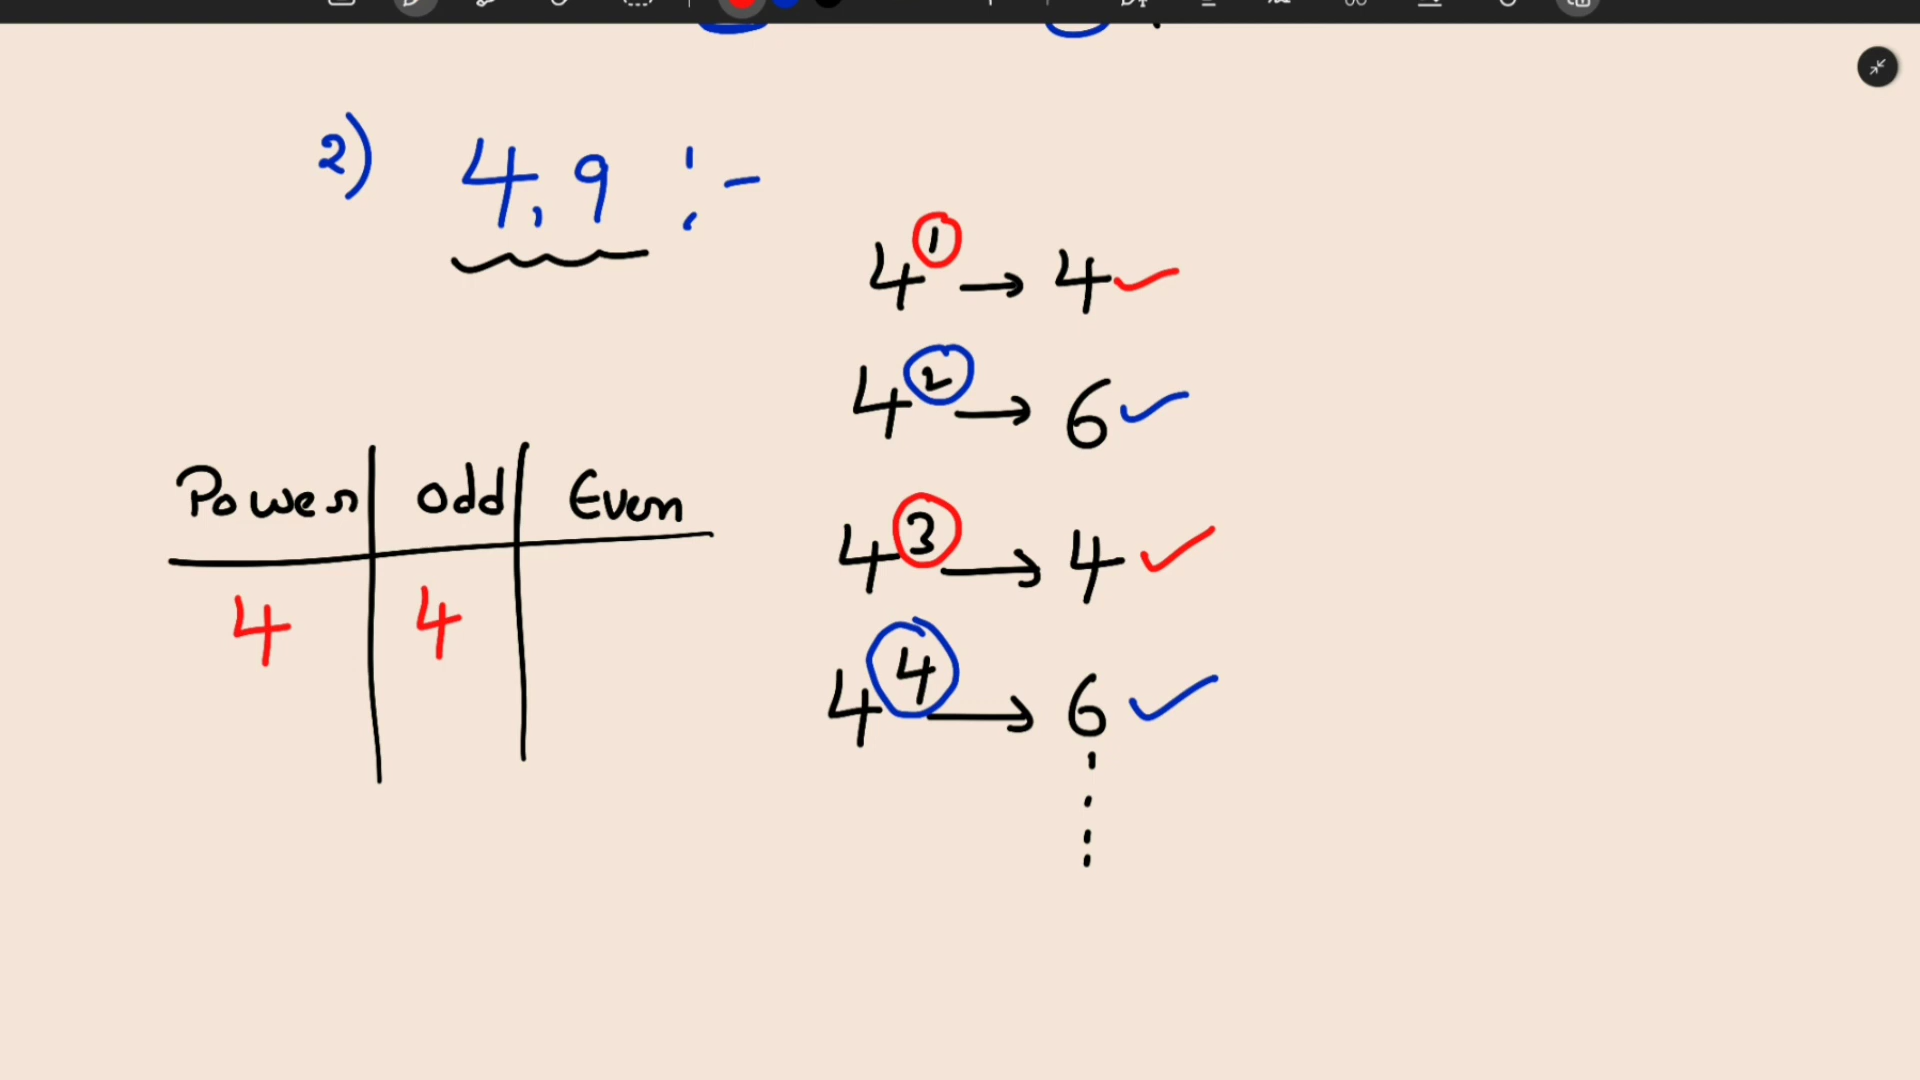 2) 4,9 :-
4^1 → 4 ✓
4^2 → 6 ✓
4^3 → 4 ✓
4^4 → 6 ✓
Power | Odd | Even
4 | 4 |